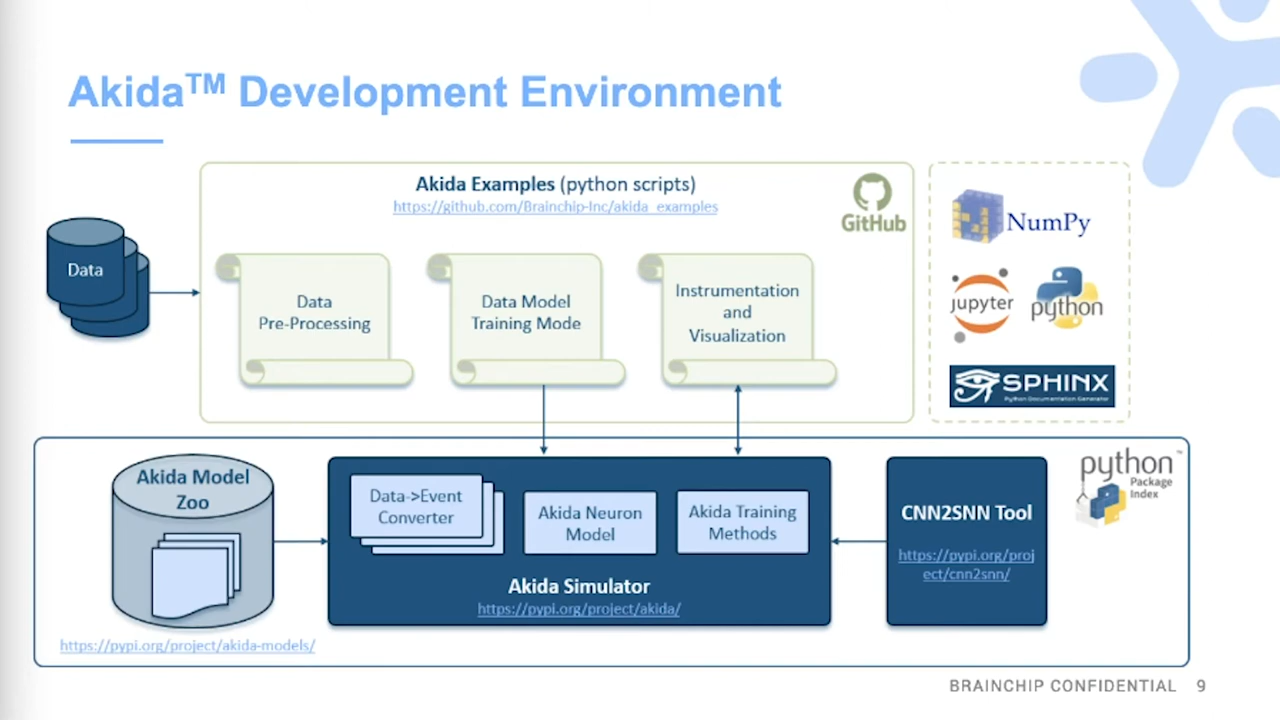 Akida™ Development Environment
Akida Examples (python scripts)
https://github.com/Brainchip-Inc/akida_examples
GitHub
NumPy
Data
Data
Pre-Processing
Data Model
Training Mode
Instrumentation
and
Visualization
jupyter
python
SPHINX
Python Documentation Generator
Akida Model
Zoo
https://pypi.org/project/akida-models/
Data->Event
Converter
Akida Neuron
Model
Akida Training
Methods
Akida Simulator
https://pypi.org/project/akida/
CNN2SNN Tool
https://pypi.org/proj
ect/cnn2snn/
python™
Package
Index
BRAINCHIP CONFIDENTIAL 9